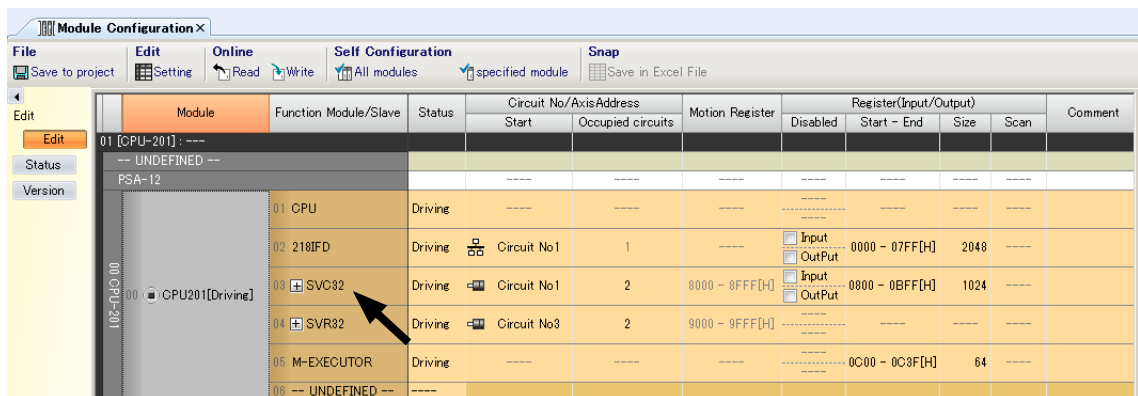 Module Configuration×
File Edit Online Self Configuration Snap
Save to project Setting Read Write All modules specified module Save in Excel File
Edit
Edit
Status
Version
Module Function Module/Slave Status Circuit No/AxisAddress Motion Register Register(Input/Output) Comment
Start Occupied circuits Disabled Start - End Size Scan
01 [CPU-201] : ---
-- UNDEFINED --
PSA-12 ---- ---- ---- ---- ---- ---- ----
00 CPU-201
00 CPU201[Driving]
01 CPU Driving ---- ---- ---- ---- ---- ---- ---- ----
02 218IFD Driving Circuit No1 1 ---- Input OutPut 0000 - 07FF[H] 2048 ----
03 + SVC32 Driving Circuit No1 2 8000 - 8FFF[H] Input OutPut 0800 - 0BFF[H] 1024 ----
04 + SVR32 Driving Circuit No3 2 9000 - 9FFF[H] ---- ---- ---- ---- ----
05 M-EXECUTOR Driving ---- ---- ---- ---- ---- 0C00 - 0C3F[H] 64 ----
06 -- UNDEFINED -- ----